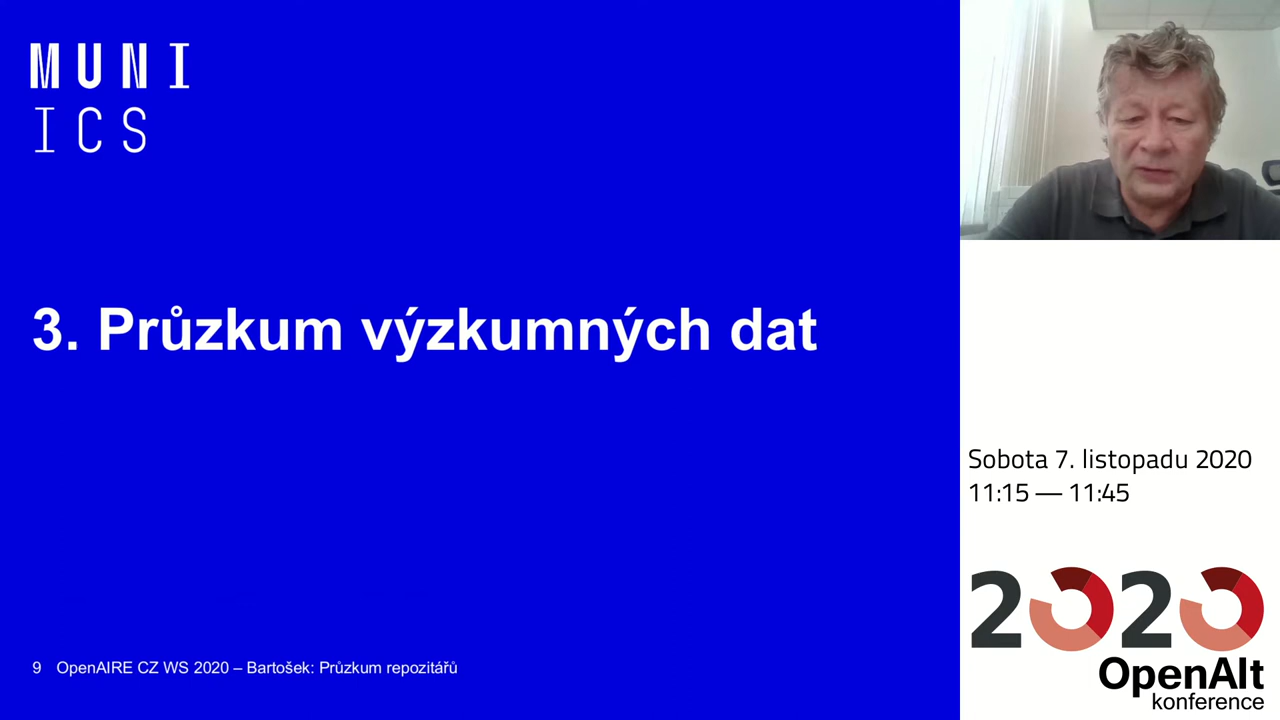 MUNI
ICS
3. Průzkum výzkumných dat
9 OpenAIRE CZ WS 2020 – Bartošek: Průzkum repozitářů
Sobota 7. listopadu 2020
11:15 — 11:45
2020
OpenAlt
konference